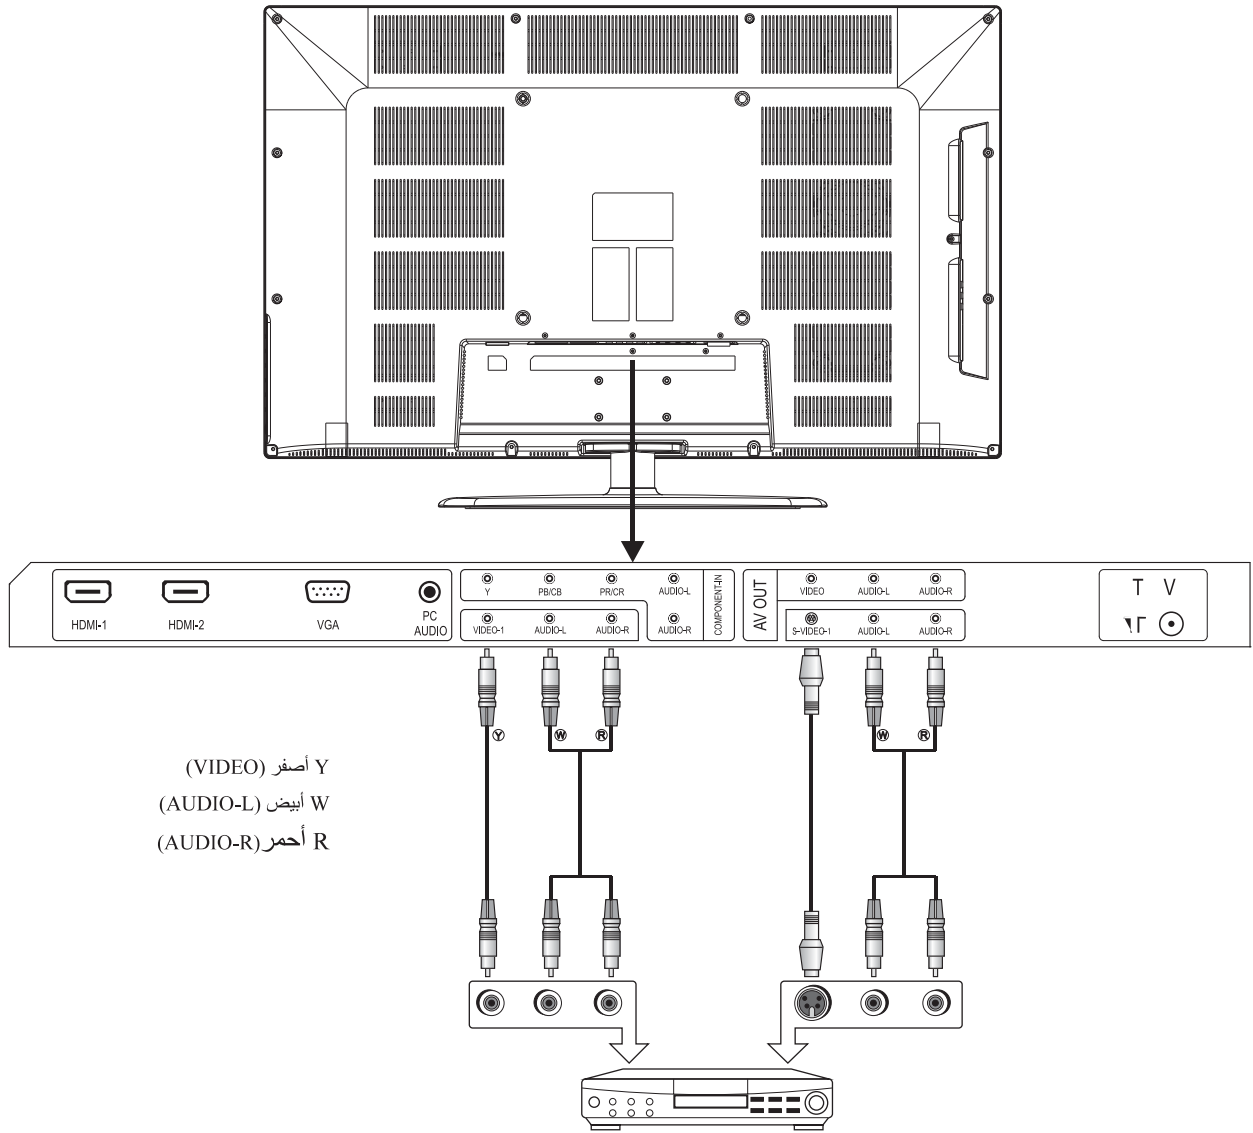 HDMI-1
HDMI-2
VGA
PC
AUDIO
Y
PB/CB
PR/CR
AUDIO-L
VIDEO-1
AUDIO-L
AUDIO-R
AUDIO-R
COMPONENT-IN
AV OUT
VIDEO
AUDIO-L
AUDIO-R
S-VIDEO-1
AUDIO-L
AUDIO-R
T V
Y
W
R
W
R
Y أصفر (VIDEO)
W أبيض (AUDIO-L)
R أحمر(AUDIO-R)